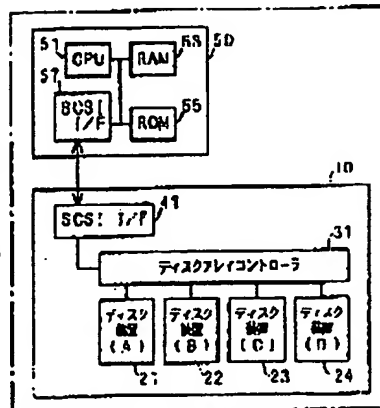 51
CPU
RAM
53
50
57
SCSI
I/F
ROM
55
10
SCSI I/F
41
31
ディスクアレイコントローラ
ディスク
装置
(A)
ディスク
装置
(B)
ディスク
装置
(C)
ディスク
装置
(D)
21
22
23
24